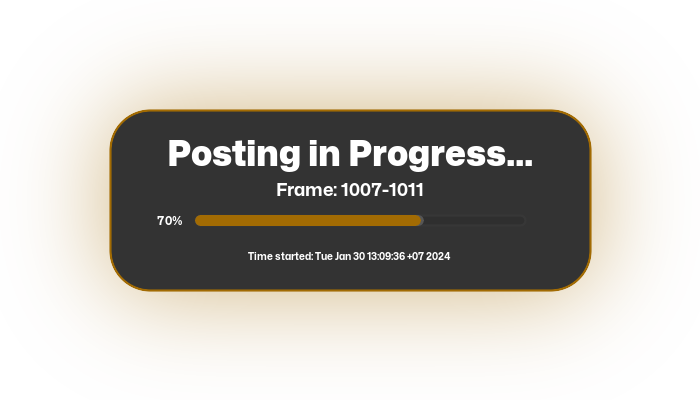 Posting in Progress...
Frame: 1007-1011
70%
Time started: Tue Jan 30 13:09:36 +07 2024